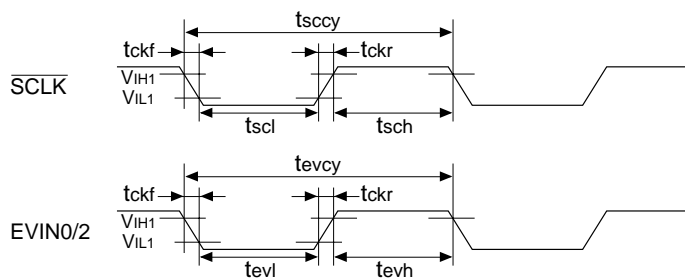 tsccy
tckf tckr
SCLK
VIH1
VIL1
tscl tsch
tevcy
tckf tckr
EVIN0/2
VIH1
VIL1
tevl tevh